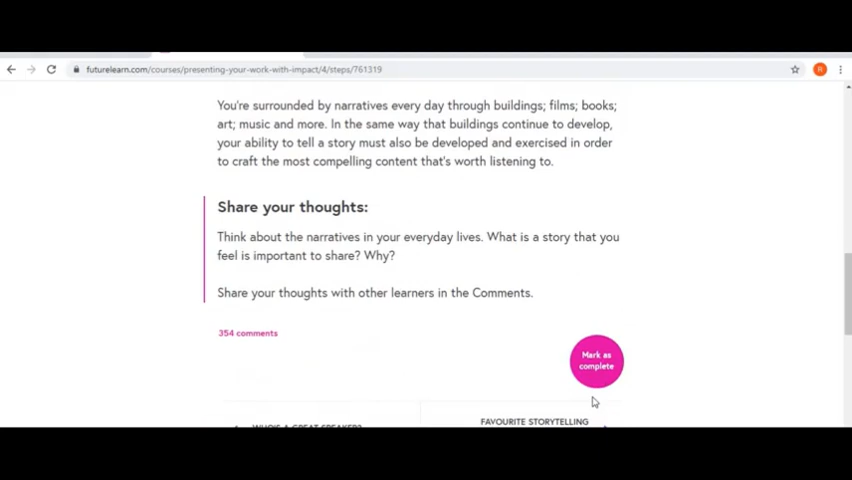 futurelearn.com/courses/presenting-your-work-with-impact/4/steps/761319
R
You're surrounded by narratives every day through buildings; films; books;
art; music and more. In the same way that buildings continue to develop,
your ability to tell a story must also be developed and exercised in order
to craft the most compelling content that's worth listening to.
Share your thoughts:
Think about the narratives in your everyday lives. What is a story that you
feel is important to share? Why?
Share your thoughts with other learners in the Comments.
354 comments
Mark as
complete
WHO'S A GREAT SPEAKER?
FAVOURITE STORYTELLING